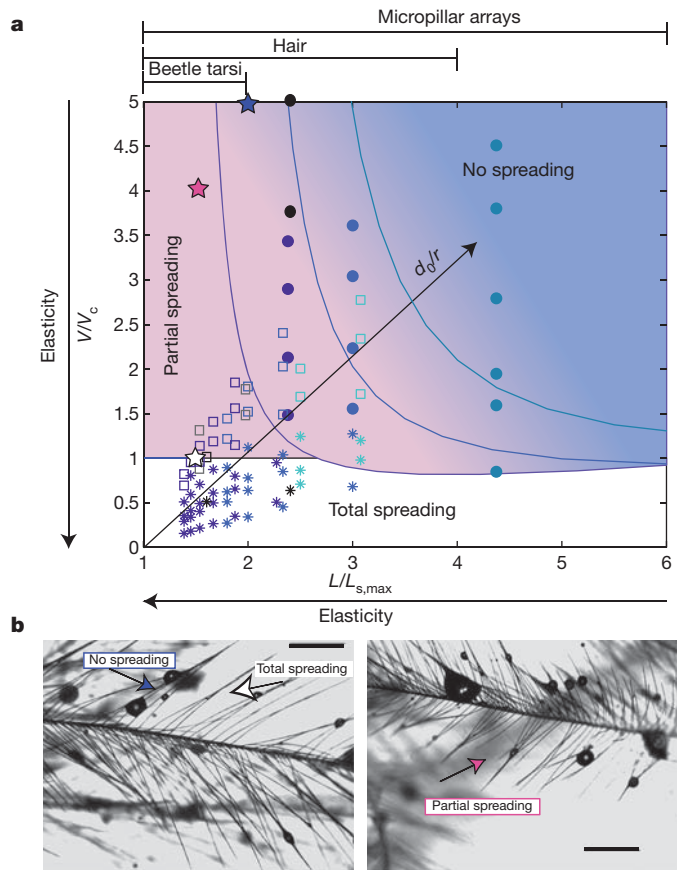 a
Micropillar arrays
Hair
Beetle tarsi
5
4.5
4
3.5
3
2.5
2
1.5
1
0.5
0
Elasticity
V/Vc
Partial spreading
No spreading
d0/r
Total spreading
1
2
3
4
5
6
L/Ls,max
Elasticity
b
No spreading
Total spreading
Partial spreading